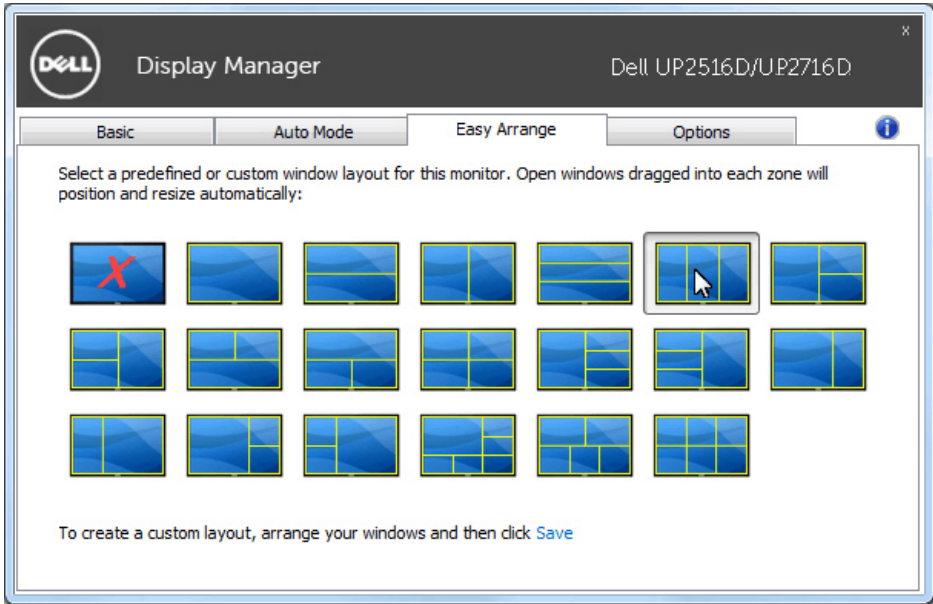 x
DELL
Display Manager
Dell UP2516D/UP2716D
Basic
Auto Mode
Easy Arrange
Options
i
Select a predefined or custom window layout for this monitor. Open windows dragged into each zone will
position and resize automatically:
X
To create a custom layout, arrange your windows and then click Save